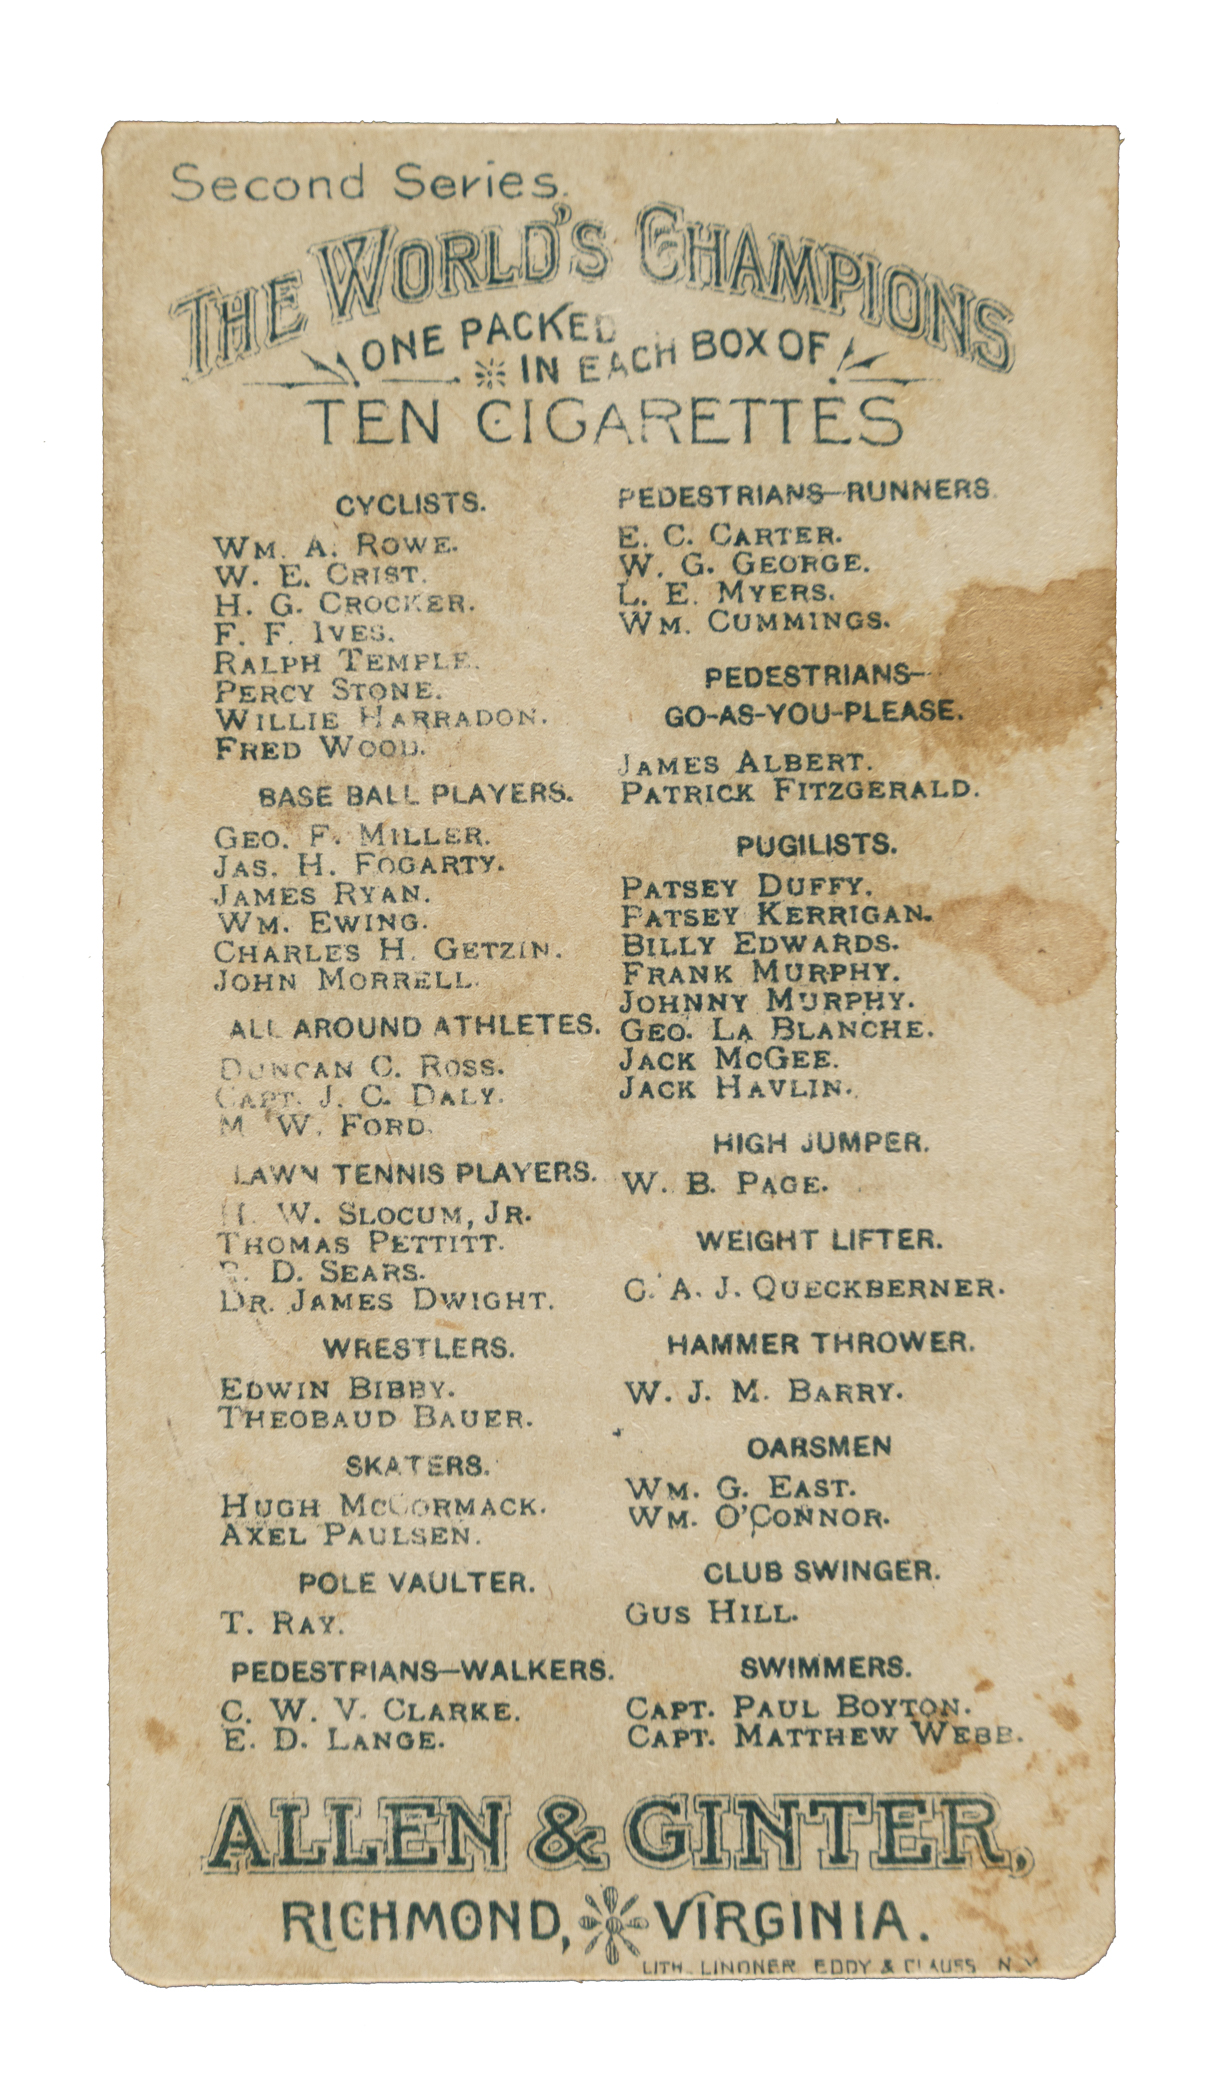 Second Series.
THE WORLD'S CHAMPIONS
ONE PACKED
IN EACH BOX OF
TEN CIGARETTES
CYCLISTS.
WM. A. ROWE.
W. E. CRIST.
H. G. CROCKER.
F. F. IVES.
RALPH TEMPLE.
PERCY STONE.
WILLIE HARRADON.
FRED WOOD.
BASE BALL PLAYERS.
GEO. F. MILLER.
JAS. H. FOGARTY.
JAMES RYAN.
WM. EWING.
CHARLES H. GETZIN.
JOHN MORRELL.
ALL AROUND ATHLETES.
DUNCAN C. ROSS.
CAPT. J. C. DALY.
M. W. FORD.
LAWN TENNIS PLAYERS.
H. W. SLOCUM, JR.
THOMAS PETTITT.
R. D. SEARS.
DR. JAMES DWIGHT.
WRESTLERS.
EDWIN BIBBY.
THEOBAUD BAUER.
SKATERS.
HUGH MCCORMACK.
AXEL PAULSEN.
POLE VAULTER.
T. RAY.
PEDESTRIANS—WALKERS.
C. W. V. CLARKE.
E. D. LANGE.
PEDESTRIANS—RUNNERS.
E. C. CARTER.
W. G. GEORGE.
L. E. MYERS.
WM. CUMMINGS.
PEDESTRIANS—
GO-AS-YOU-PLEASE.
JAMES ALBERT.
PATRICK FITZGERALD.
PUGILISTS.
PATSEY DUFFY.
PATSEY KERRIGAN.
BILLY EDWARDS.
FRANK MURPHY.
JOHNNY MURPHY.
GEO. LA BLANCHE.
JACK MCGEE.
JACK HAVLIN.
HIGH JUMPER.
W. B. PAGE.
WEIGHT LIFTER.
C. A. J. QUECKBERNER.
HAMMER THROWER.
W. J. M. BARRY.
OARSMEN
WM. G. EAST.
WM. O'CONNOR.
CLUB SWINGER.
GUS HILL.
SWIMMERS.
CAPT. PAUL BOYTON.
CAPT. MATTHEW WEBB.
ALLEN & GINTER,
RICHMOND, VIRGINIA.
LITH. LINDNER EDDY & CLAUSS N.Y.